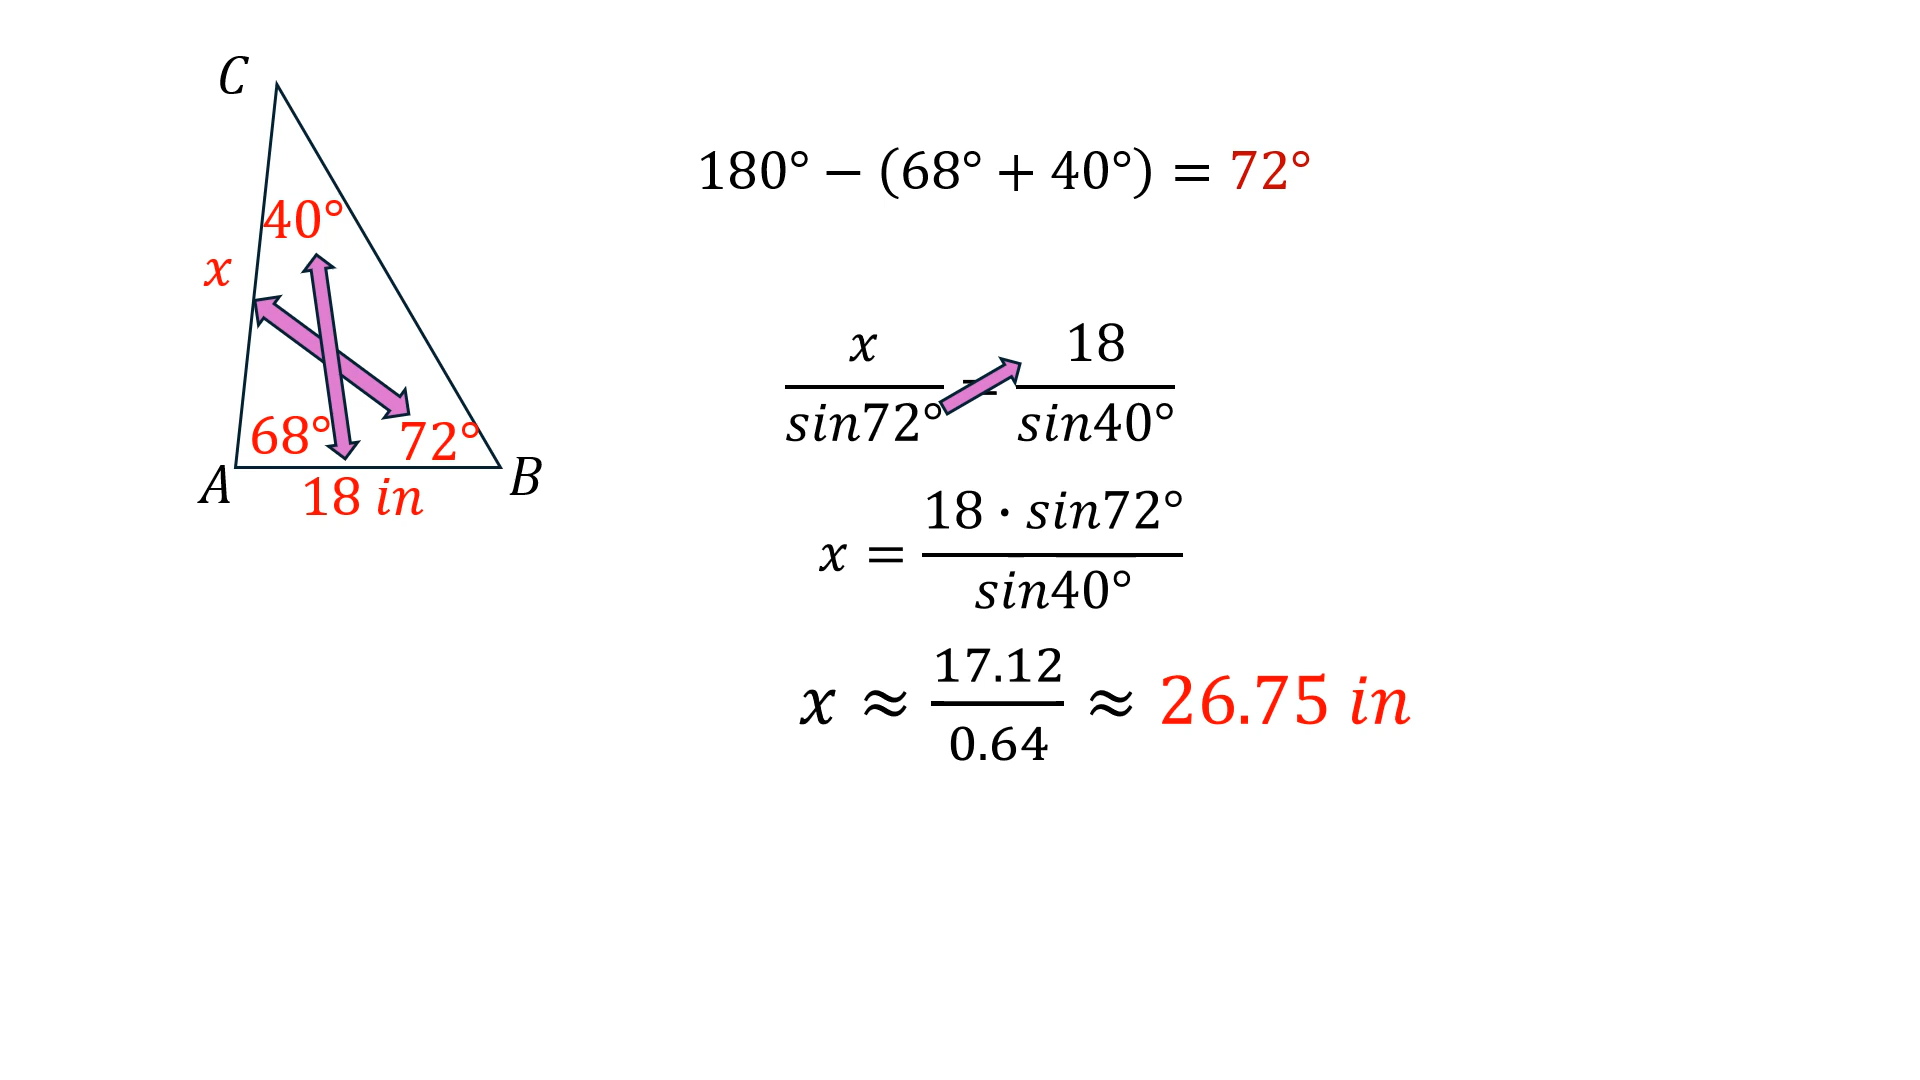 C
180° − (68° + 40°) = 72°
40°
x
x/sin72° = 18/sin40°
68° 72°
A B
18 in
x = 18 · sin72°/sin40°
x ≈ 17.12/0.64 ≈ 26.75 in